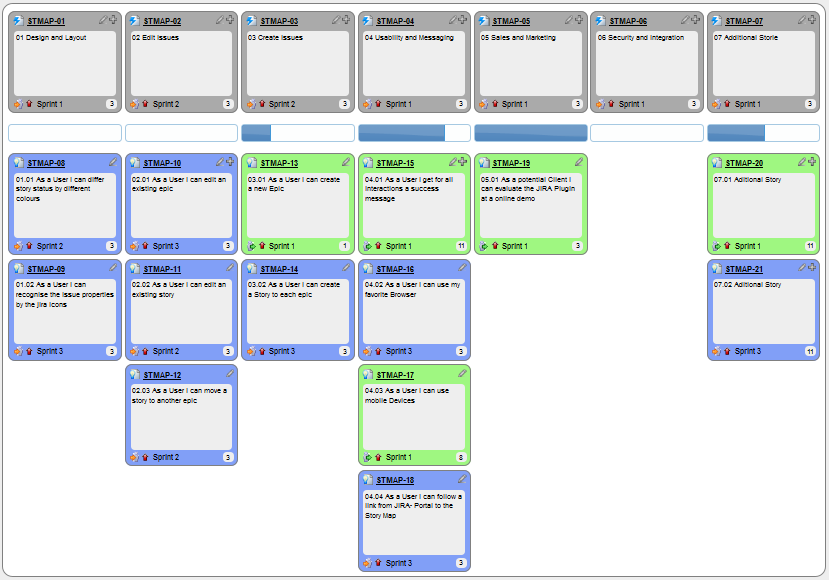 STMAP-01
01 Design and Layout
Sprint 1
3
STMAP-02
02 Edit Issues
Sprint 2
3
STMAP-03
03 Create Issues
Sprint 2
3
STMAP-04
04 Usability and Messaging
Sprint 1
3
STMAP-05
05 Sales and Marketing
Sprint 1
3
STMAP-06
06 Security and Integration
Sprint 1
3
STMAP-07
07 Additional Storie
Sprint 1
3
STMAP-08
01.01 As a User I can differ
story status by different
colours
Sprint 2
3
STMAP-10
02.01 As a User I can edit an
existing epic
Sprint 3
3
STMAP-13
03.01 As a User I can create
a new Epic
Sprint 1
1
STMAP-15
04.01 As a User I get for all
interactions a success
message
Sprint 1
11
STMAP-19
05.01 As a potential Client I
can evaluate the JIRA Plugin
at a online demo
Sprint 1
3
STMAP-20
07.01 Aditional Story
Sprint 1
11
STMAP-09
01.02 As a User I can
recognise the issue properties
by the jira icons
Sprint 3
3
STMAP-11
02.02 As a User I can edit an
existing story
Sprint 2
3
STMAP-14
03.02 As a User I can create
a Story to each epic
Sprint 3
3
STMAP-16
04.02 As a User I can use my
favorite Browser
Sprint 3
3
STMAP-21
07.02 Aditional Story
Sprint 3
11
STMAP-12
02.03 As a User I can move a
story to another epic
Sprint 2
3
STMAP-17
04.03 As a User I can use
mobile Devices
Sprint 1
8
STMAP-18
04.04 As a User I can follow a
link from JIRA- Portal to the
Story Map
Sprint 3
3